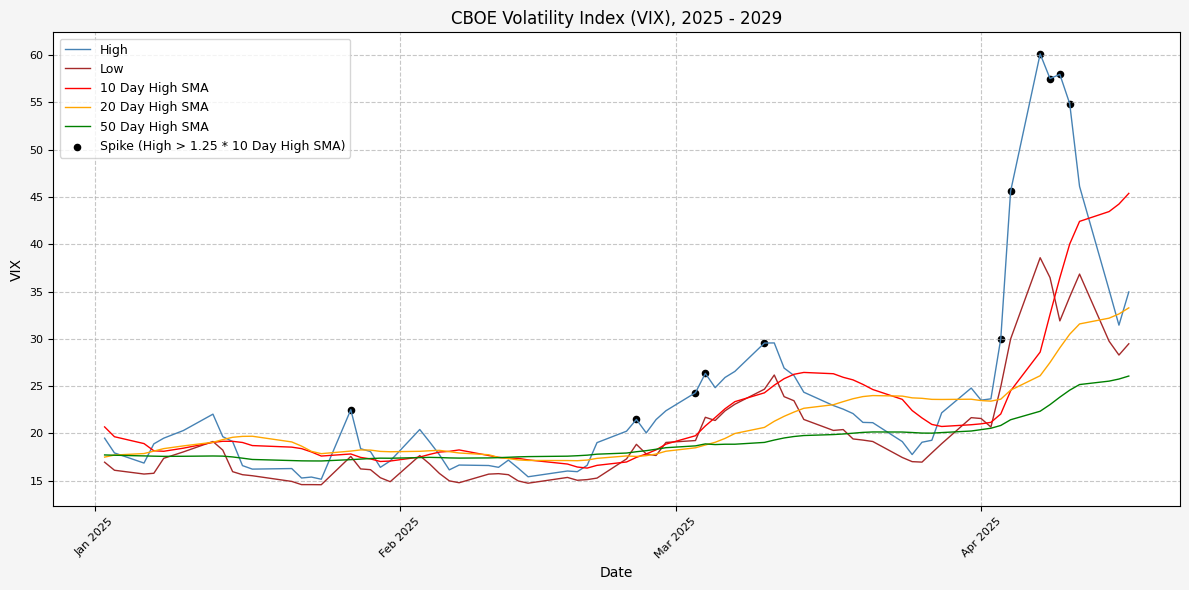 CBOE Volatility Index (VIX), 2025 - 2029
High
Low
10 Day High SMA
20 Day High SMA
50 Day High SMA
Spike (High > 1.25 * 10 Day High SMA)
60
55
50
45
40
35
30
25
20
15
VIX
Jan 2025
Feb 2025
Mar 2025
Apr 2025
Date